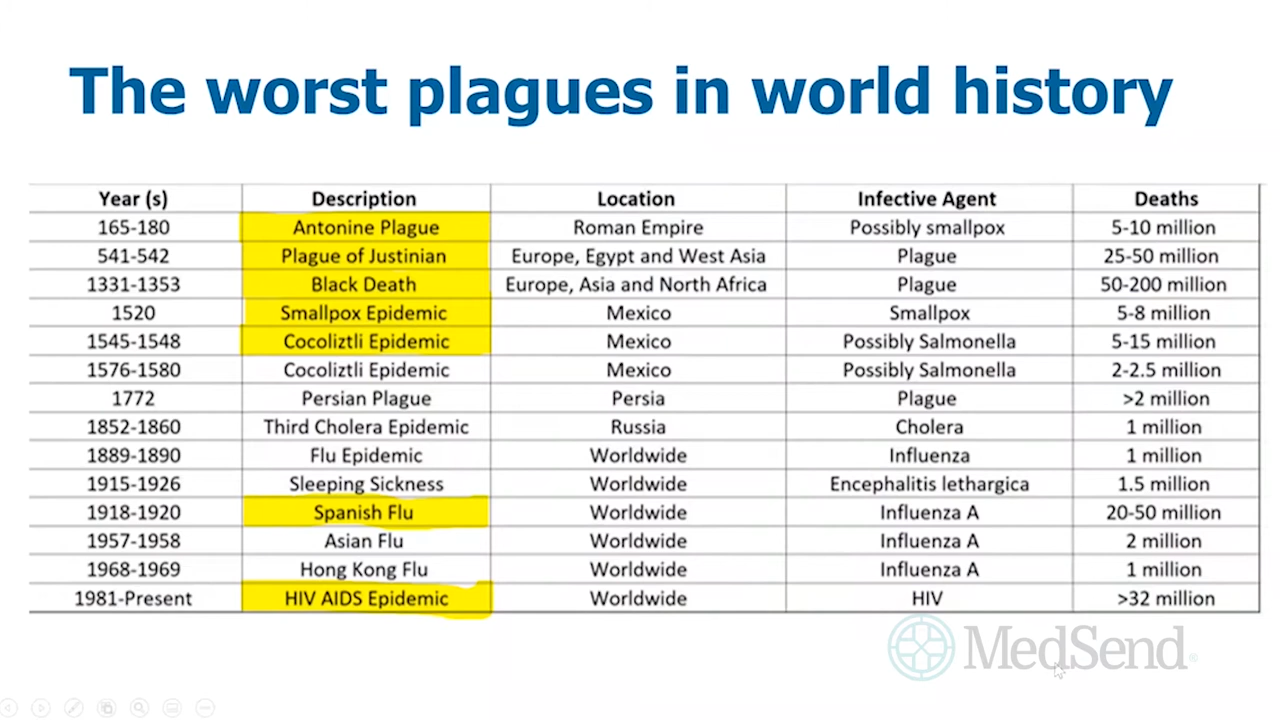 The worst plagues in world history
Year (s) Description Location Infective Agent Deaths
165-180 Antonine Plague Roman Empire Possibly smallpox 5-10 million
541-542 Plague of Justinian Europe, Egypt and West Asia Plague 25-50 million
1331-1353 Black Death Europe, Asia and North Africa Plague 50-200 million
1520 Smallpox Epidemic Mexico Smallpox 5-8 million
1545-1548 Cocoliztli Epidemic Mexico Possibly Salmonella 5-15 million
1576-1580 Cocoliztli Epidemic Mexico Possibly Salmonella 2-2.5 million
1772 Persian Plague Persia Plague >2 million
1852-1860 Third Cholera Epidemic Russia Cholera 1 million
1889-1890 Flu Epidemic Worldwide Influenza 1 million
1915-1926 Sleeping Sickness Worldwide Encephalitis lethargica 1.5 million
1918-1920 Spanish Flu Worldwide Influenza A 20-50 million
1957-1958 Asian Flu Worldwide Influenza A 2 million
1968-1969 Hong Kong Flu Worldwide Influenza A 1 million
1981-Present HIV AIDS Epidemic Worldwide HIV >32 million
MedSend®